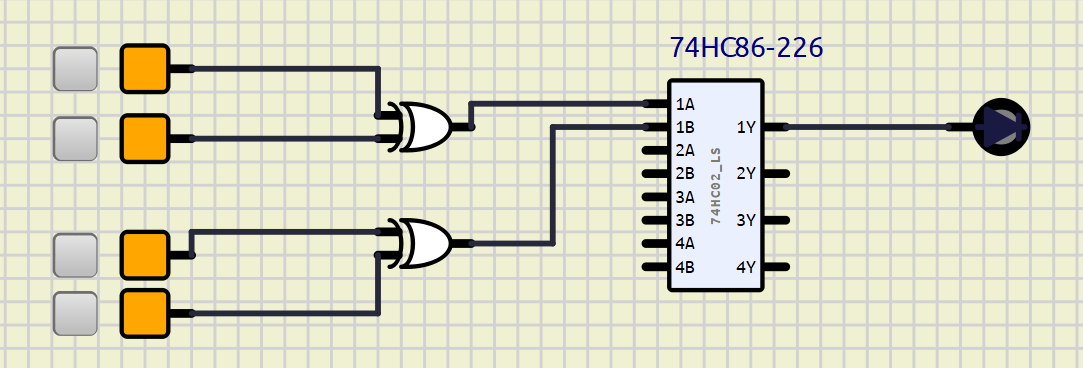 74HC86-226
1A
1B 1Y
2A
2B 2Y
3A
3B 3Y
4A
4B 4Y
74HC02_Ls